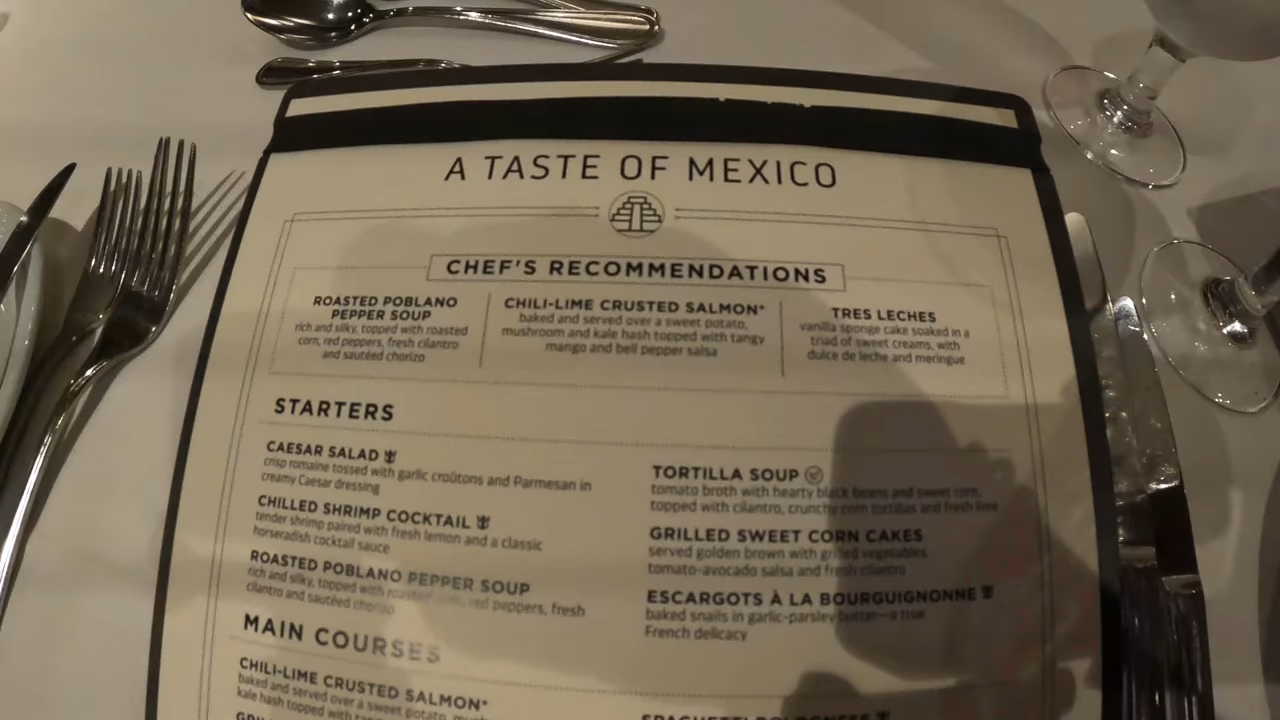 A TASTE OF MEXICO
CHEF'S RECOMMENDATIONS
ROASTED POBLANO
PEPPER SOUP
rich and silky, topped with roasted
corn, red peppers, fresh cilantro
and sautéed chorizo
CHILI-LIME CRUSTED SALMON*
baked and served over a sweet potato,
mushroom and kale hash topped with tangy
mango and bell pepper salsa
TRES LECHES
vanilla sponge cake soaked in a
triad of sweet creams, with
dulce de leche and meringue
STARTERS
CAESAR SALAD
crisp romaine tossed with garlic croûtons and Parmesan in
creamy Caesar dressing
CHILLED SHRIMP COCKTAIL
tender shrimp paired with fresh lemon and a classic
horseradish cocktail sauce
ROASTED POBLANO PEPPER SOUP
rich and silky, topped with roasted corn, red peppers, fresh
cilantro and sautéed chorizo
TORTILLA SOUP
tomato broth with hearty black beans and sweet corn,
topped with cilantro, crunchy corn tortillas and fresh lime
GRILLED SWEET CORN CAKES
served golden brown with grilled vegetables
tomato-avocado salsa and fresh cilantro
ESCARGOTS À LA BOURGUIGNONNE
baked snails in garlic-parsley butter—a true
French delicacy
MAIN COURSES
CHILI-LIME CRUSTED SALMON*
baked and served over a sweet potato,
kale hash topped with
SPAGHETTI BOLOGNESE